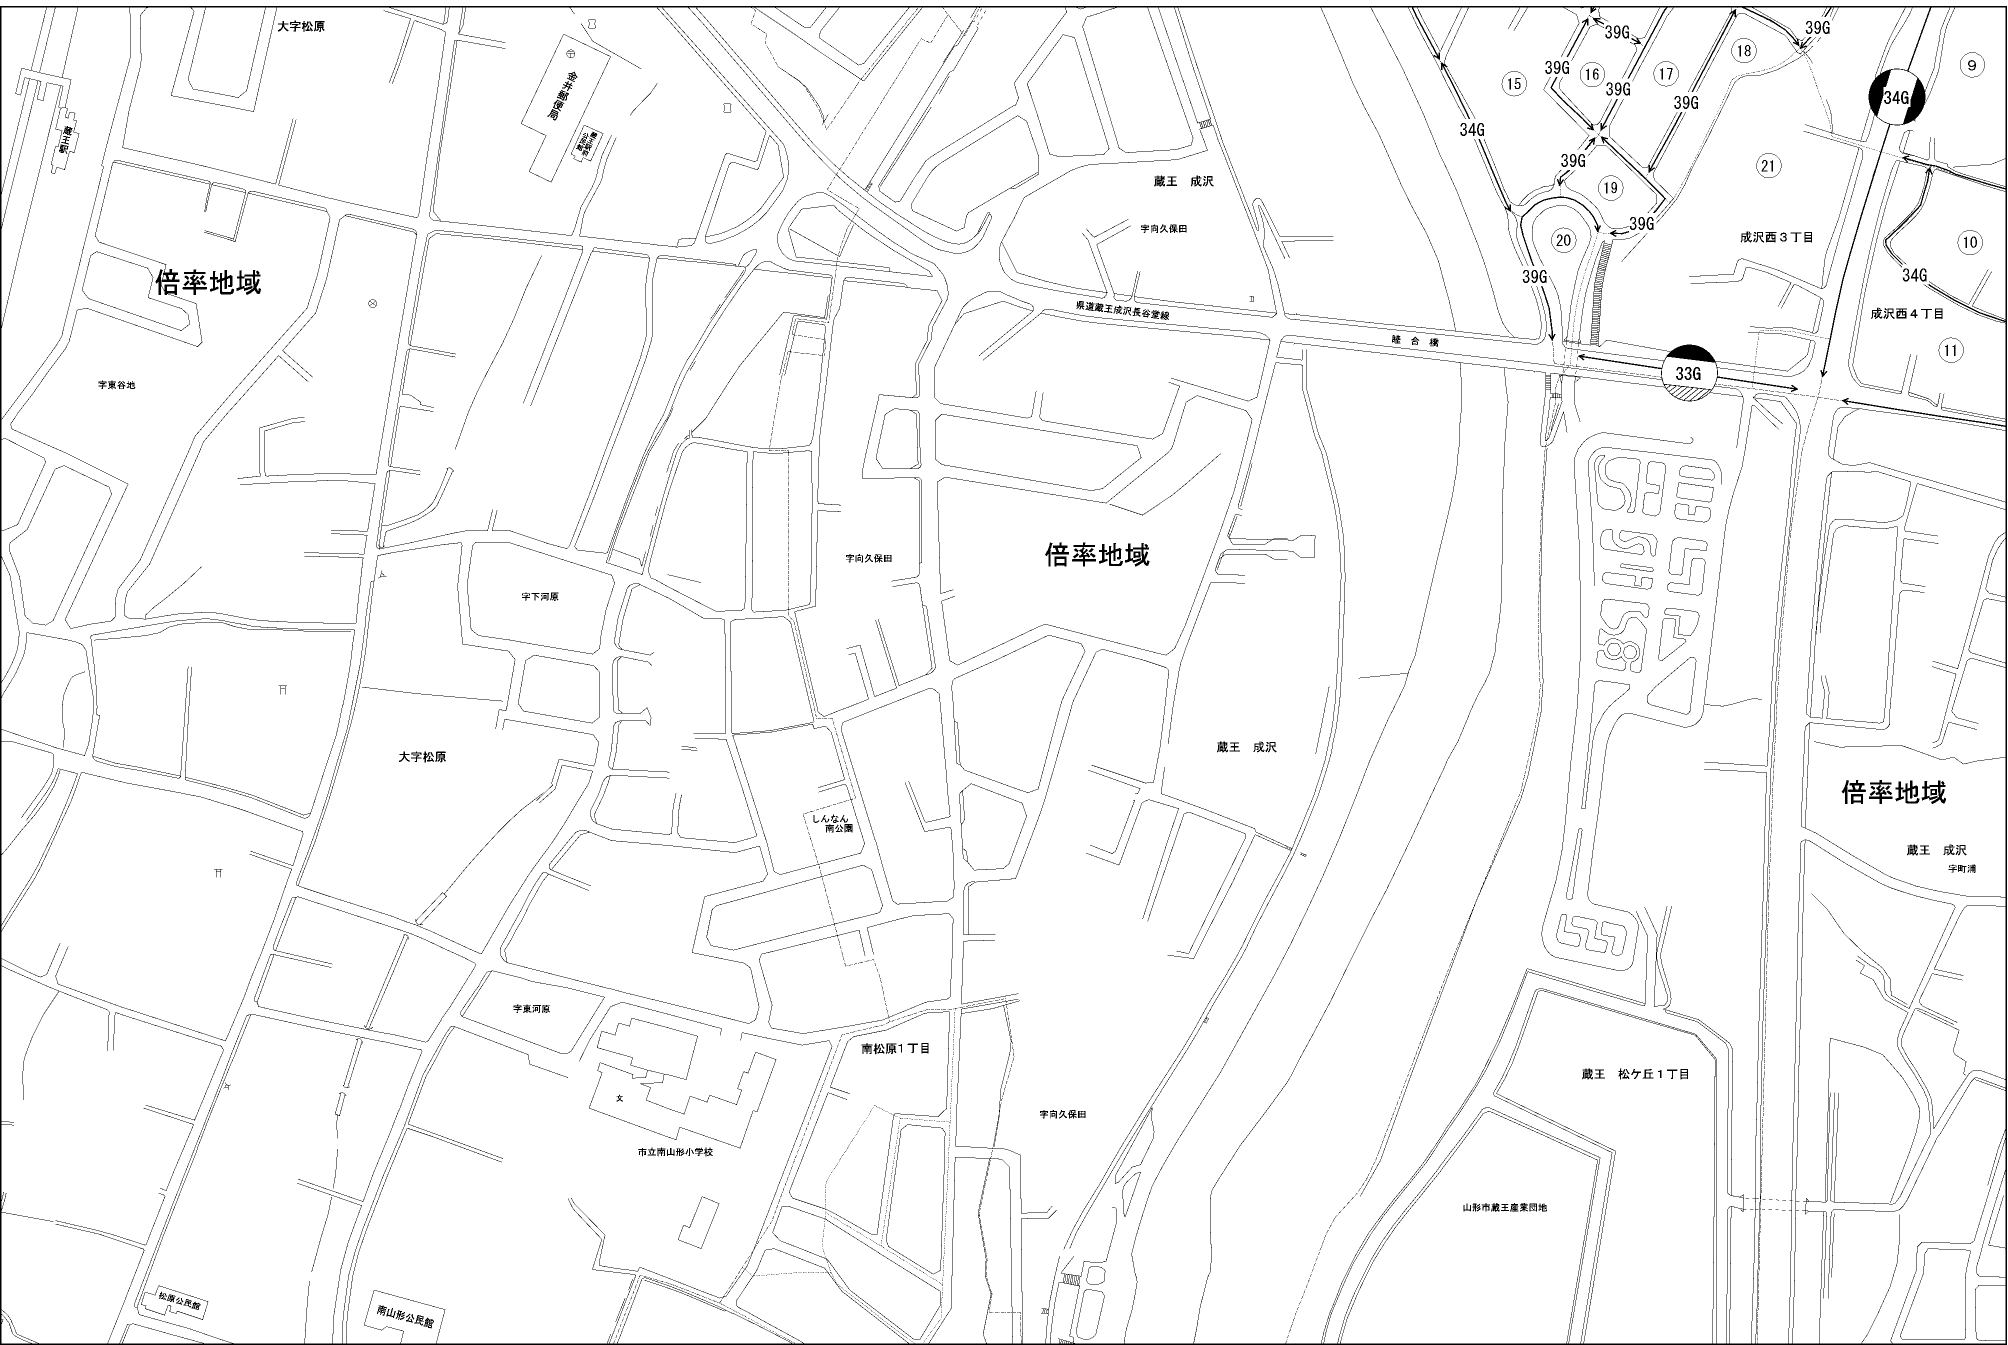 大字松原
金井郵便局
蔵王駅
公民館
倍率地域
字東谷地
蔵王 成沢
字向久保田
県道蔵王成沢長谷堂線
睦合橋
39G
39G
18
9
16
17
15
39G
39G
39G
34G
34G
39G
21
19
39G
成沢西3丁目
20
10
39G
34G
成沢西4丁目
11
33G
倍率地域
字向久保田
字下河原
大字松原
蔵王 成沢
倍率地域
しんなん
南公園
蔵王 成沢
字町浦
字東河原
南松原1丁目
蔵王 松ケ丘1丁目
文
字向久保田
市立南山形小学校
山形市蔵王産業団地
松原公民館
南山形公民館